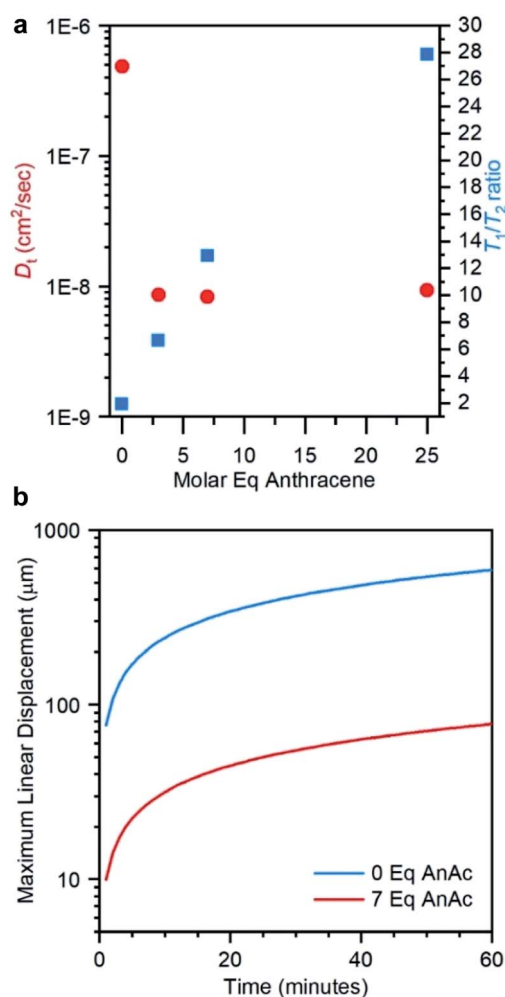 a
1E-6
1E-7
1E-8
1E-9
Dt (cm²/sec)
30
28
26
24
22
20
18
16
14
12
10
8
6
4
2
T1/T2 ratio
0 5 10 15 20 25
Molar Eq Anthracene
b
1000
100
10
Maximum Linear Displacement (μm)
0 Eq AnAc
7 Eq AnAc
0 20 40 60
Time (minutes)